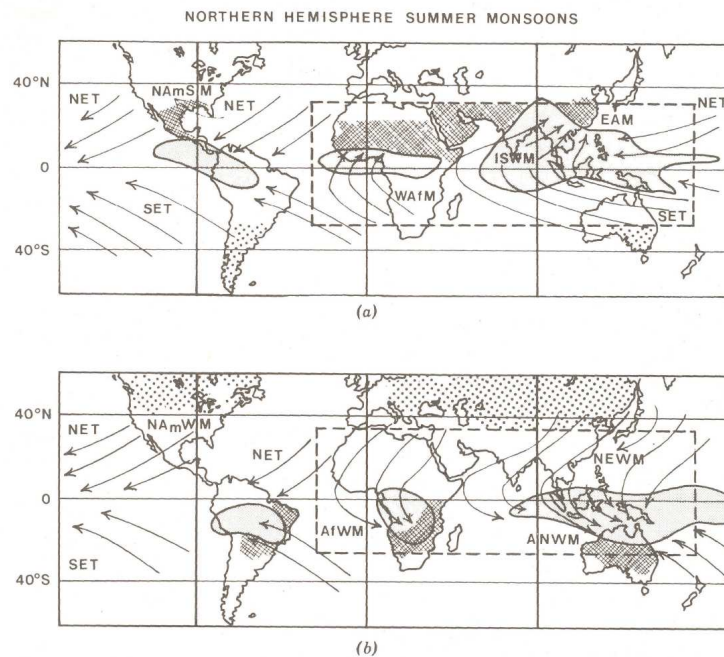 NORTHERN HEMISPHERE SUMMER MONSOONS
40°N
NET
NAmSM
NET
EAM
NET
0
ISWM
WAfM
SET
SET
40°S
(a)
40°N
NAmWM
NET
NET
NEWM
0
AfWM
ANWM
SET
40°S
(b)